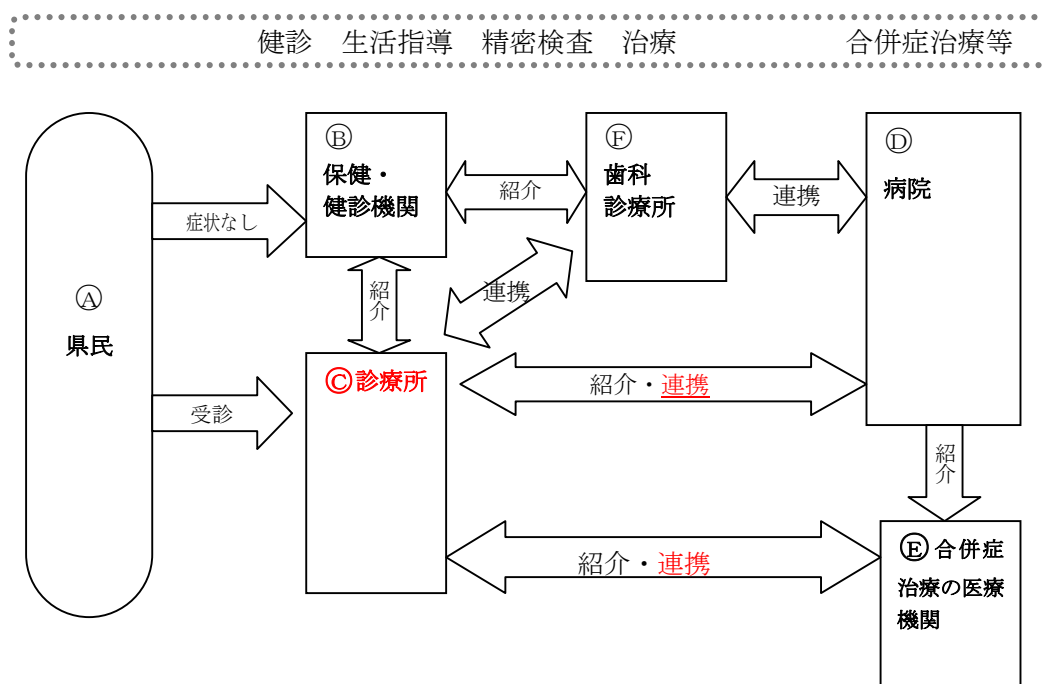 健診 生活指導 精密検査 治療 合併症治療等
Ⓑ
保健・
健診機関
Ⓕ
歯科
診療所
Ⓓ
病院
紹介
連携
症状なし
Ⓐ
県民
紹介
連携
Ⓒ診療所
紹介・連携
受診
紹介
紹介・連携
Ⓔ合併症
治療の医療
機関